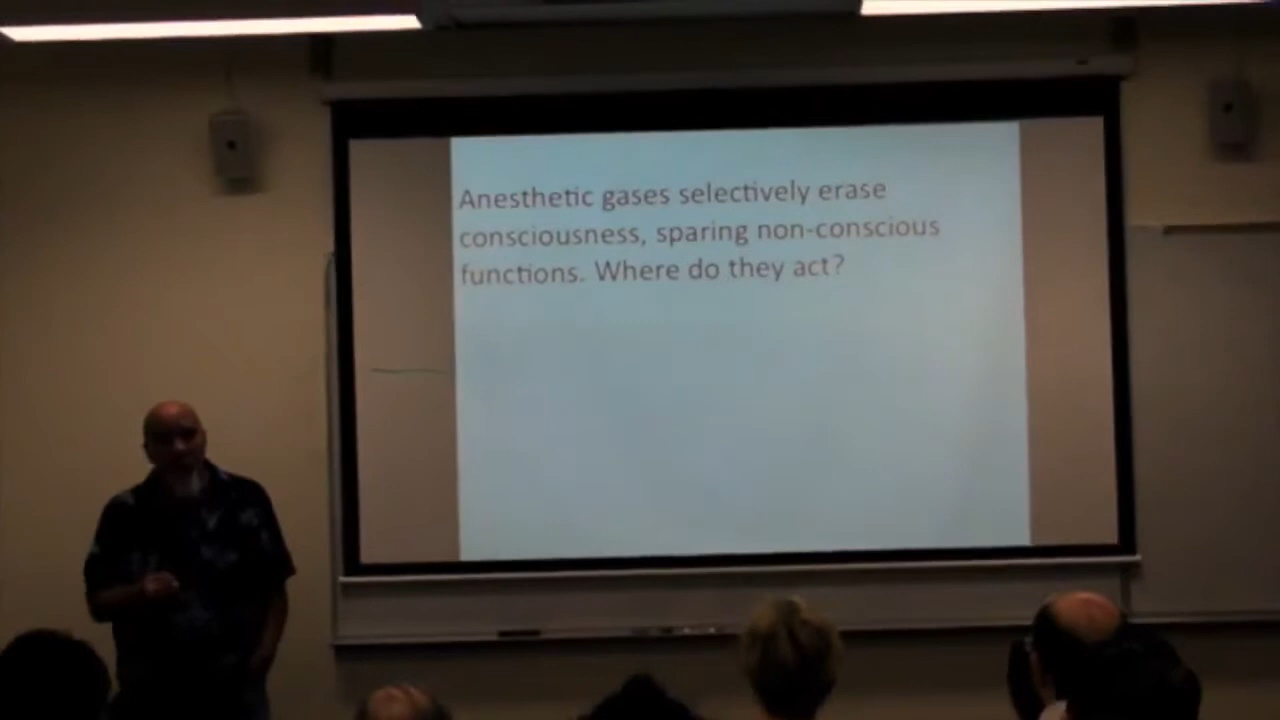 Anesthetic gases selectively erase
consciousness, sparing non-conscious
functions. Where do they act?